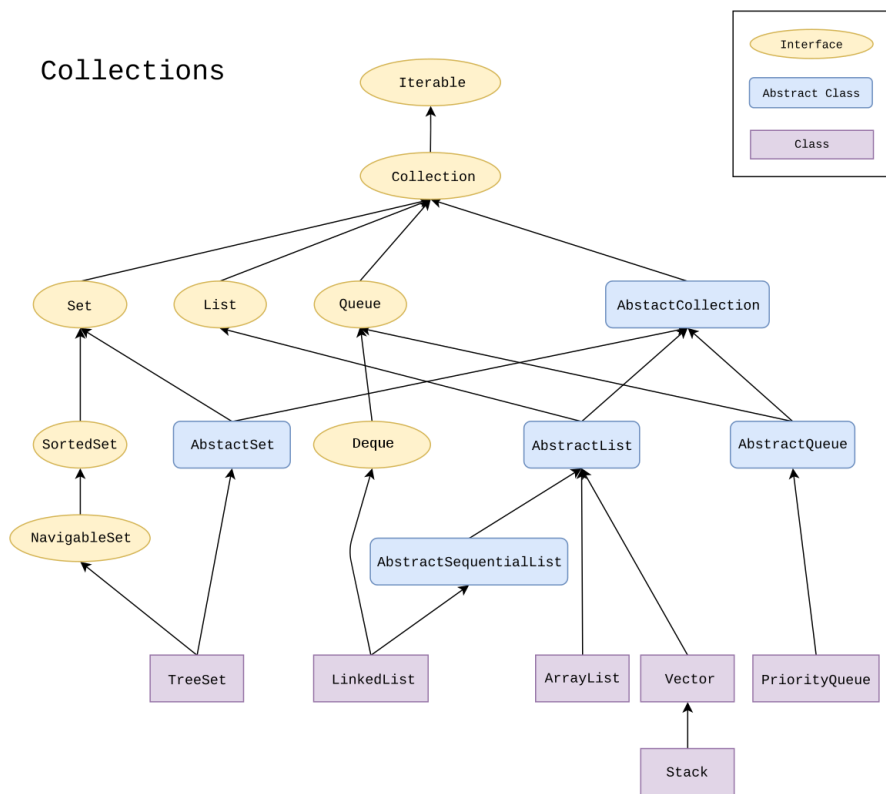 Collections
Interface
Abstract Class
Class
Iterable
Collection
Set
List
Queue
AbstactCollection
SortedSet
AbstactSet
Deque
AbstractList
AbstractQueue
NavigableSet
AbstractSequentialList
TreeSet
LinkedList
ArrayList
Vector
PriorityQueue
Stack